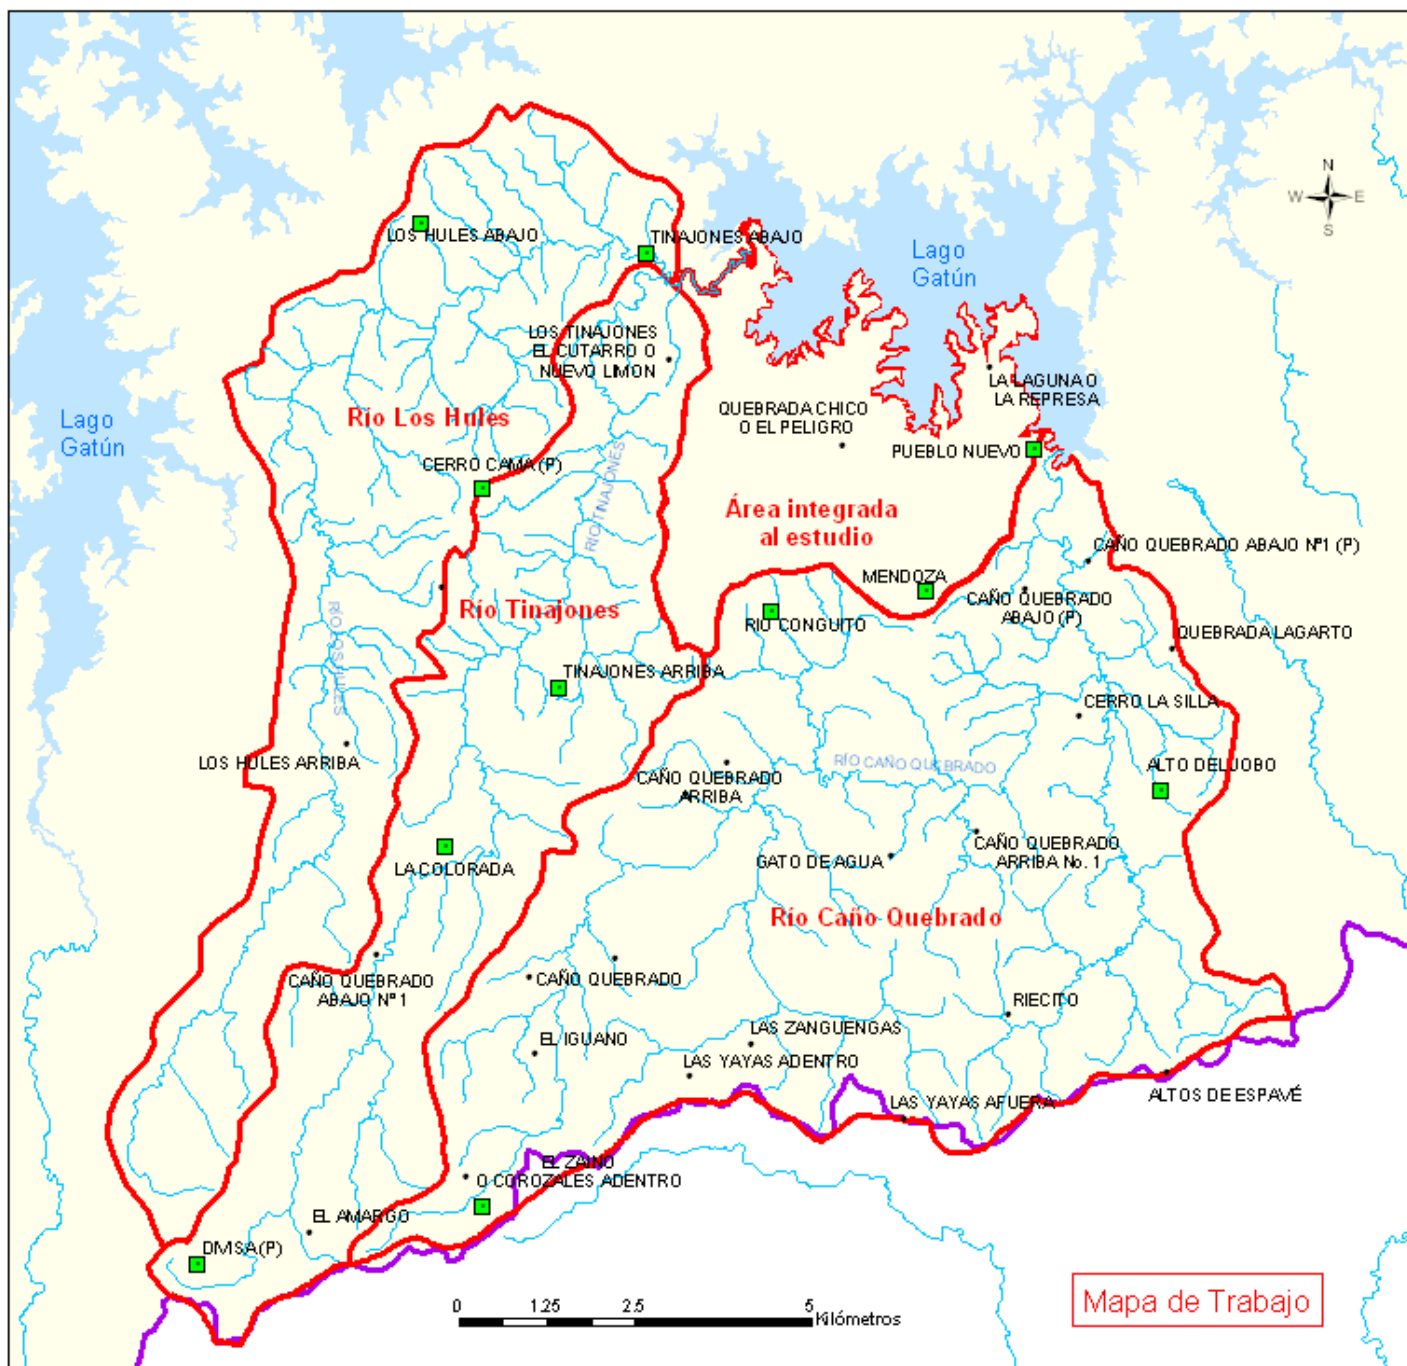 N
W E
S
LOS HULES ABAJO
TINAJONES ABAJO
Lago
Gatún
LOS TINAJONES
EL CUTARRO O
NUEVO LIMON
LA LAGUNA O
LA REPRESA
Lago
Gatún
Río Los Hules
QUEBRADA CHICO
O EL PELIGRO
PUEBLO NUEVO
CERRO CAMA (P)
RÍO TINAJONES
Área integrada
al estudio
CAÑO QUEBRADO ABAJO Nº1 (P)
MENDOZA
CAÑO QUEBRADO
ABAJO (P)
Río Tinajones
RIO CONGUITO
QUEBRADA LAGARTO
RÍO LOS HULES
TINAJONES ARRIBA
CERRO LA SILLA
LOS HULES ARRIBA
RÍO CAÑO QUEBRADO
ALTO DEL JOBO
CAÑO QUEBRADO
ARRIBA
CAÑO QUEBRADO
ARRIBA No. 1
GATO DE AGUA
LA COLORADA
Río Caño Quebrado
CAÑO QUEBRADO
ABAJO Nº 1
CAÑO QUEBRADO
RIECITO
EL IGUANO
LAS ZANGUENGAS
LAS YAYAS ADENTRO
ALTOS DE ESPAVÉ
LAS YAYAS AFUERA
EL ZAINO
O COROZALES ADENTRO
EL AMARGO
DMSA (P)
0 1.25 2.5 5
Kilómetros
Mapa de Trabajo